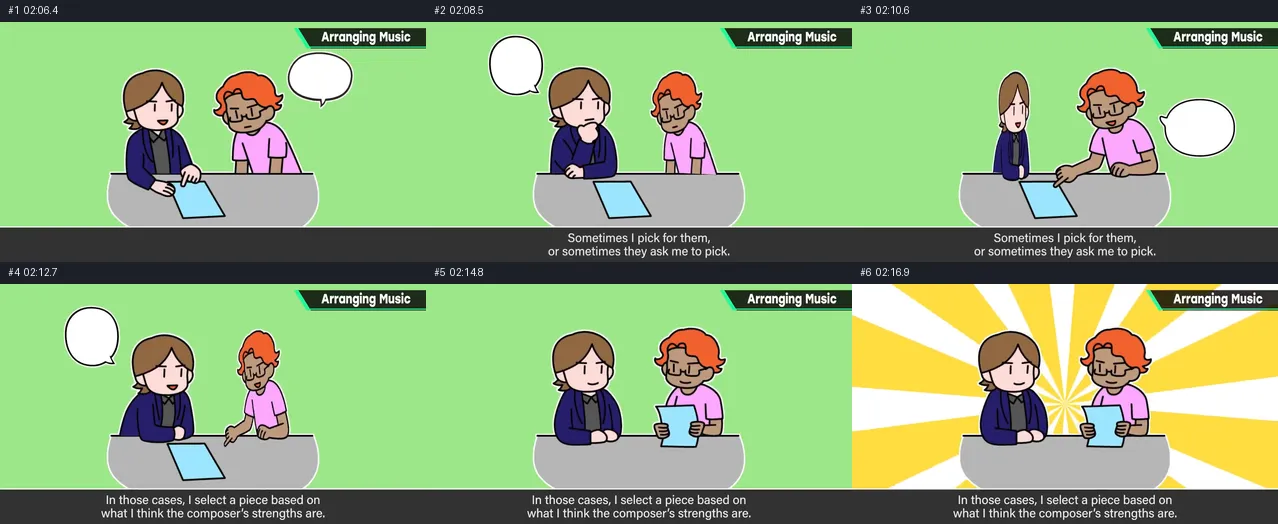 #1 02:06.4
#2 02:08.5
#3 02:10.6
Arranging Music
Arranging Music
Arranging Music
Sometimes I pick for them,
or sometimes they ask me to pick.
Sometimes I pick for them,
or sometimes they ask me to pick.
#4 02:12.7
#5 02:14.8
#6 02:16.9
Arranging Music
Arranging Music
Arranging Music
In those cases, I select a piece based on
what I think the composer's strengths are.
In those cases, I select a piece based on
what I think the composer's strengths are.
In those cases, I select a piece based on
what I think the composer's strengths are.